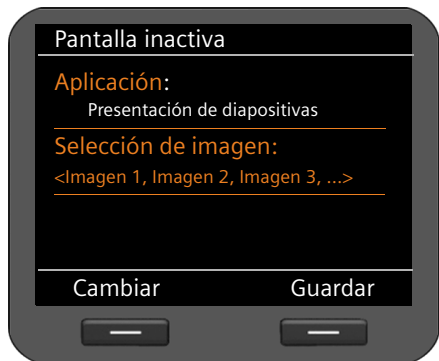 Pantalla inactiva
Aplicación:
Presentación de diapositivas
Selección de imagen:
<Imagen 1, Imagen 2, Imagen 3, ...>
Cambiar Guardar